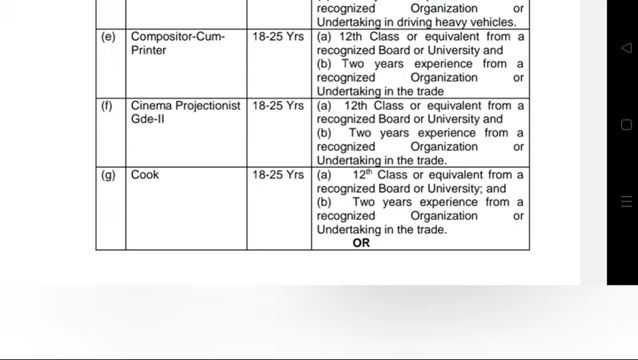 recognized Organization or
Undertaking in driving heavy vehicles.
(e) Compositor-Cum- 18-25 Yrs (a) 12th Class or equivalent from a
Printer recognized Board or University and
(b) Two years experience from a
recognized Organization or
Undertaking in the trade
(f) Cinema Projectionist 18-25 Yrs (a) 12th Class or equivalent from a
Gde-II recognized Board or University and
(b) Two years experience from a
recognized Organization or
Undertaking in the trade.
(g) Cook 18-25 Yrs (a) 12th Class or equivalent from a
recognized Board or University; and
(b) Two years experience from a
recognized Organization or
Undertaking in the trade.
OR